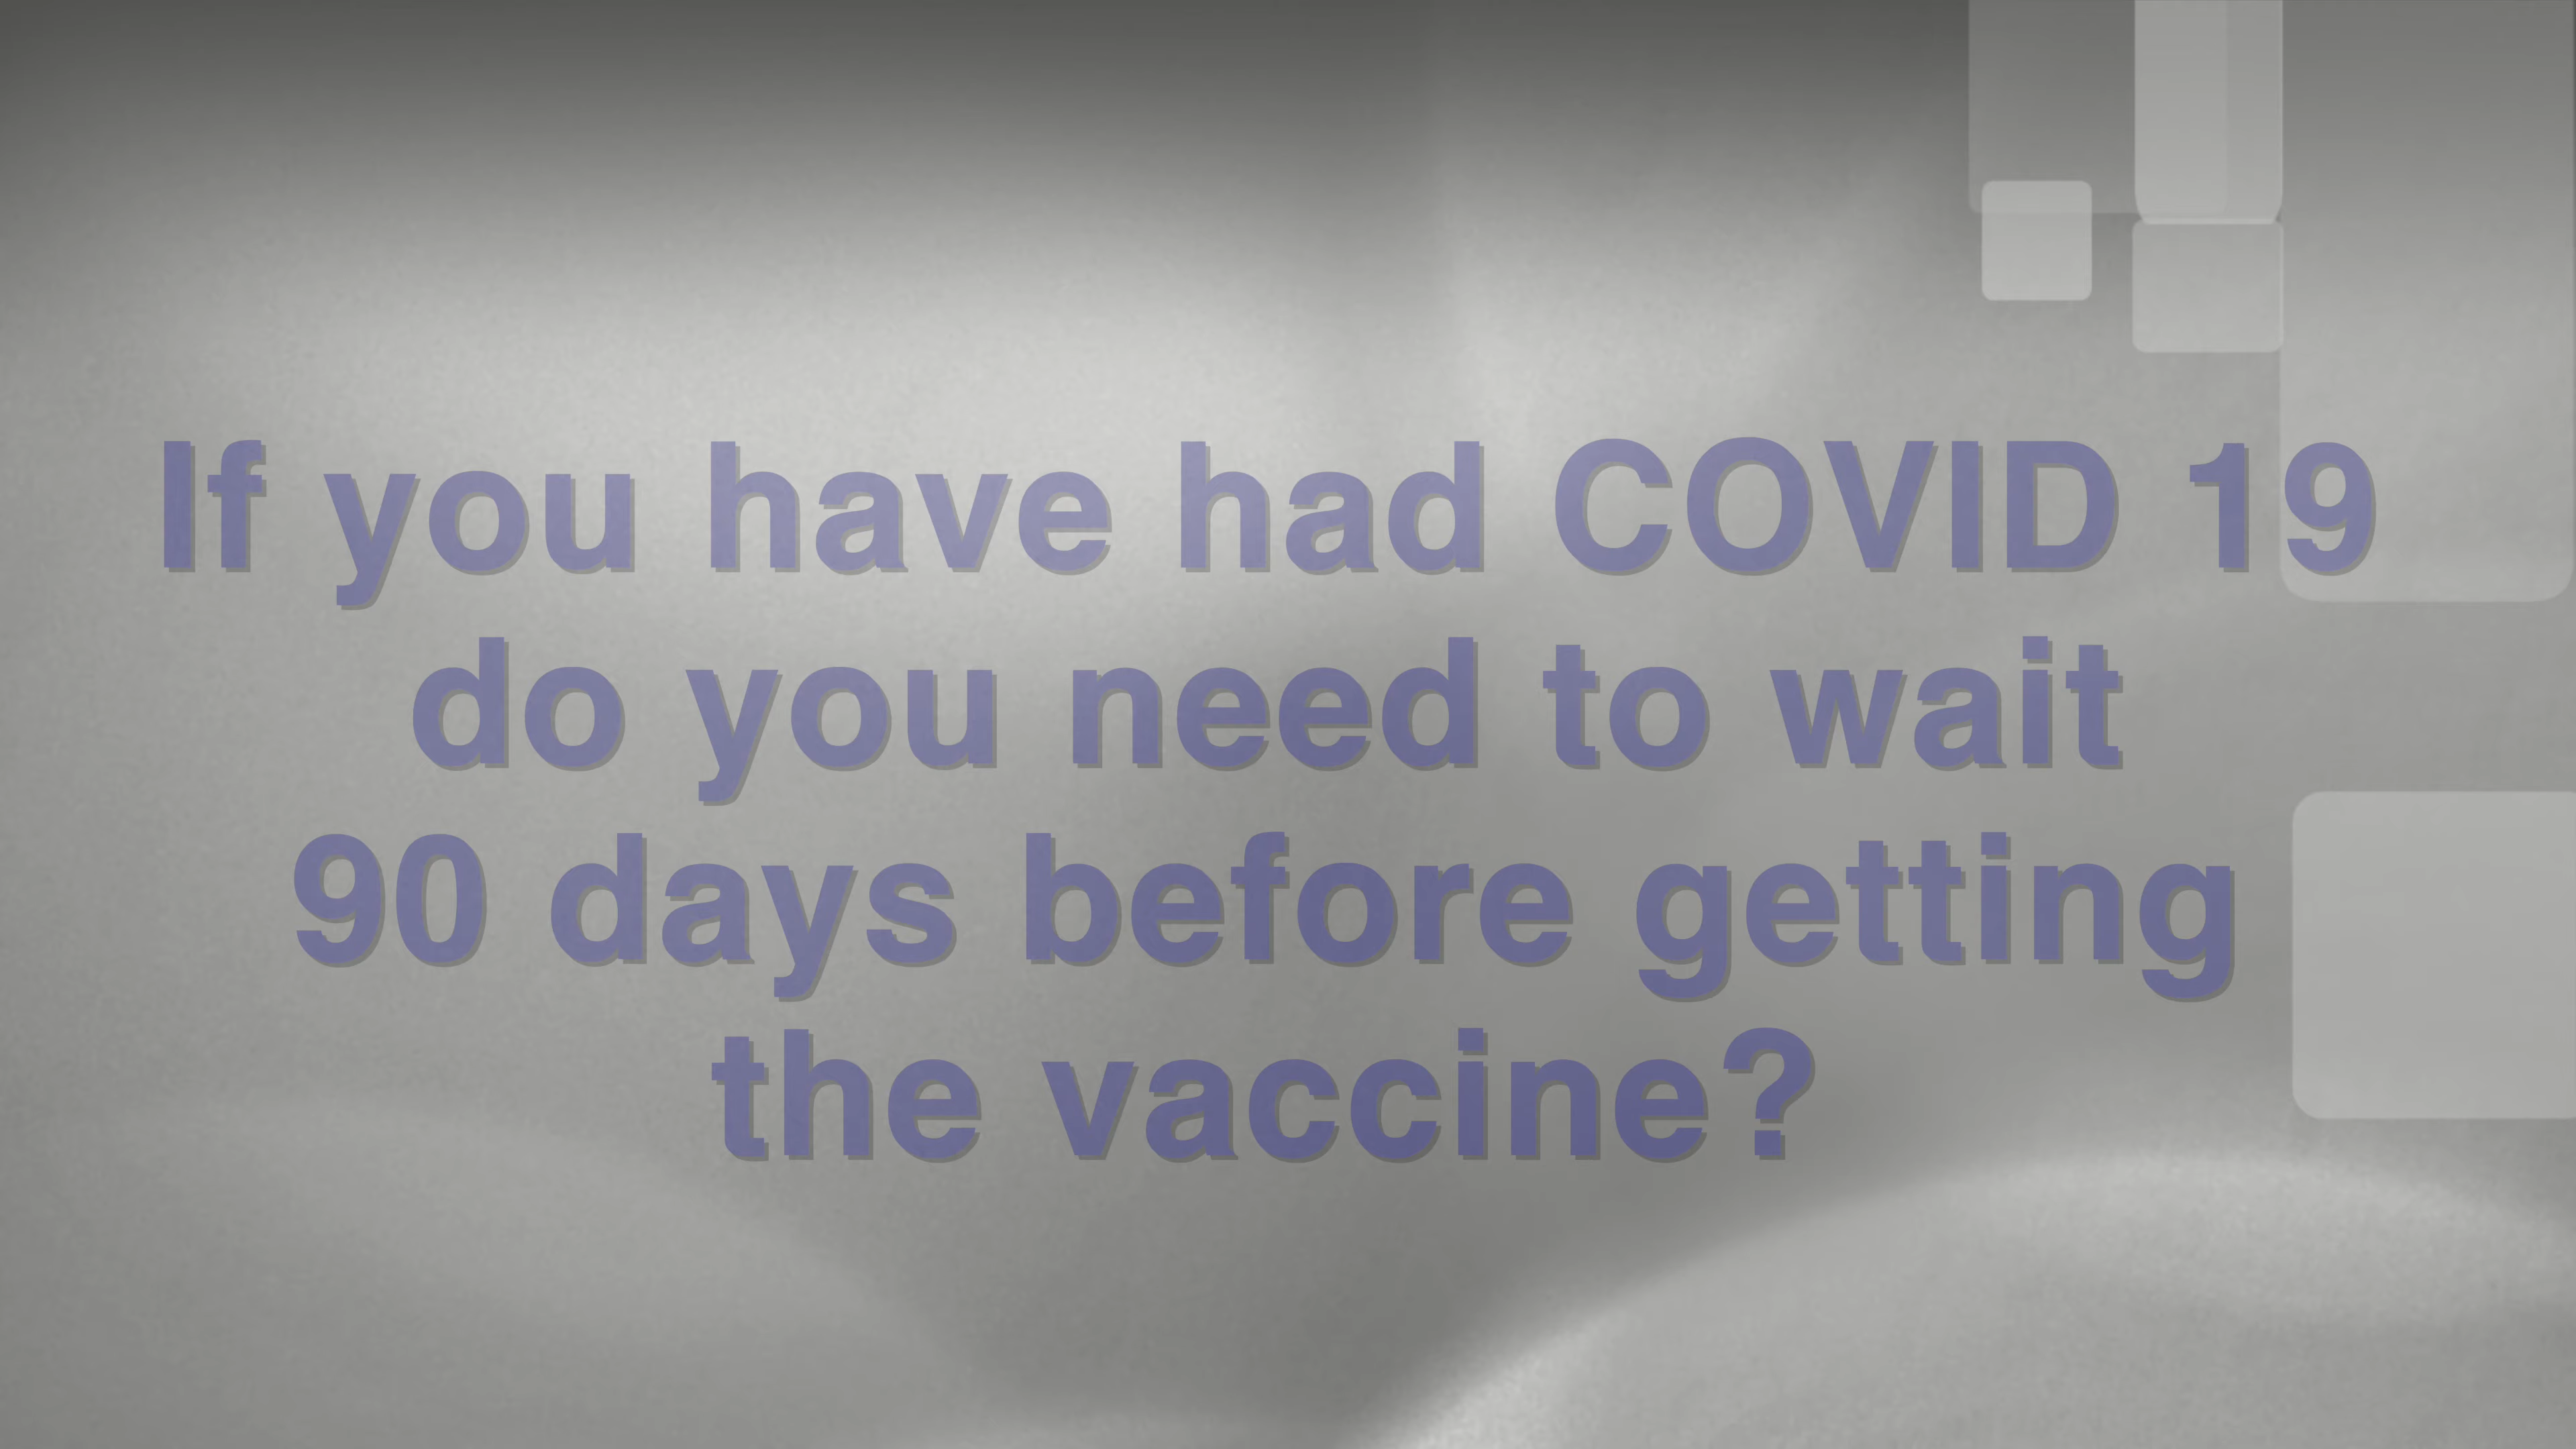 If you have had COVID 19
do you need to wait
90 days before getting
the vaccine?